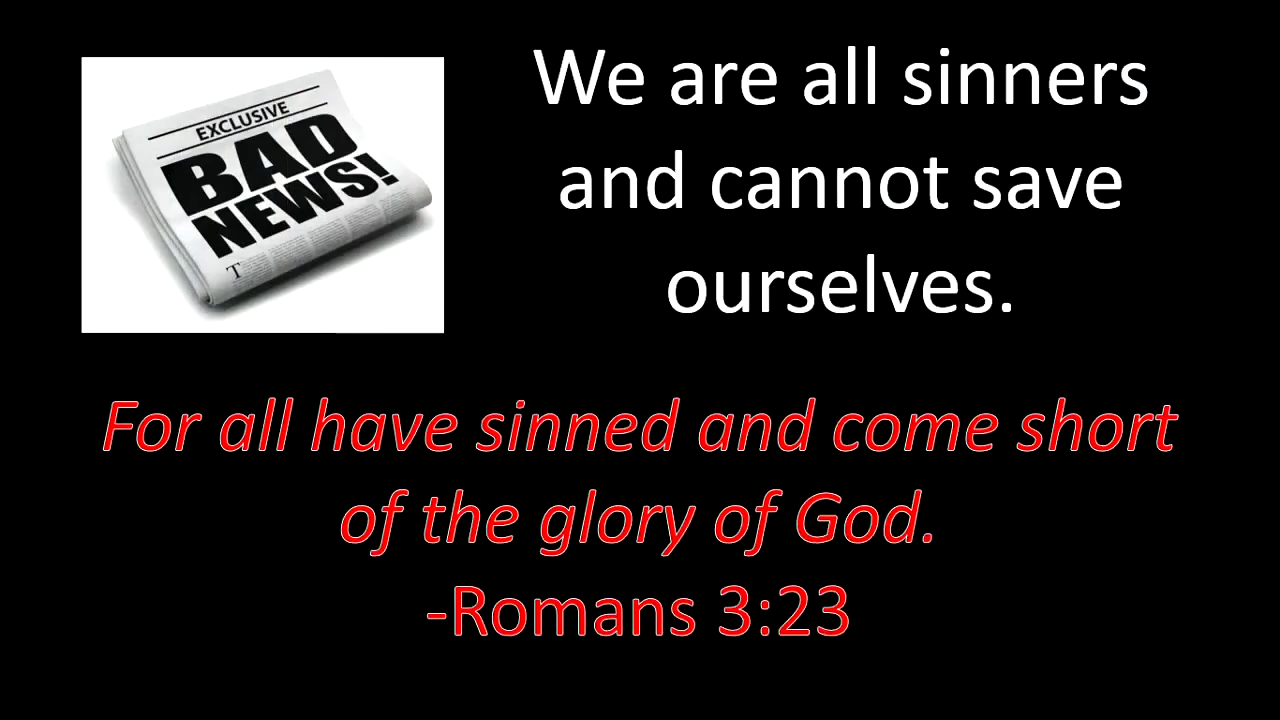 EXCLUSIVE
BAD
NEWS!
T
We are all sinners
and cannot save
ourselves.
For all have sinned and come short
of the glory of God.
-Romans 3:23